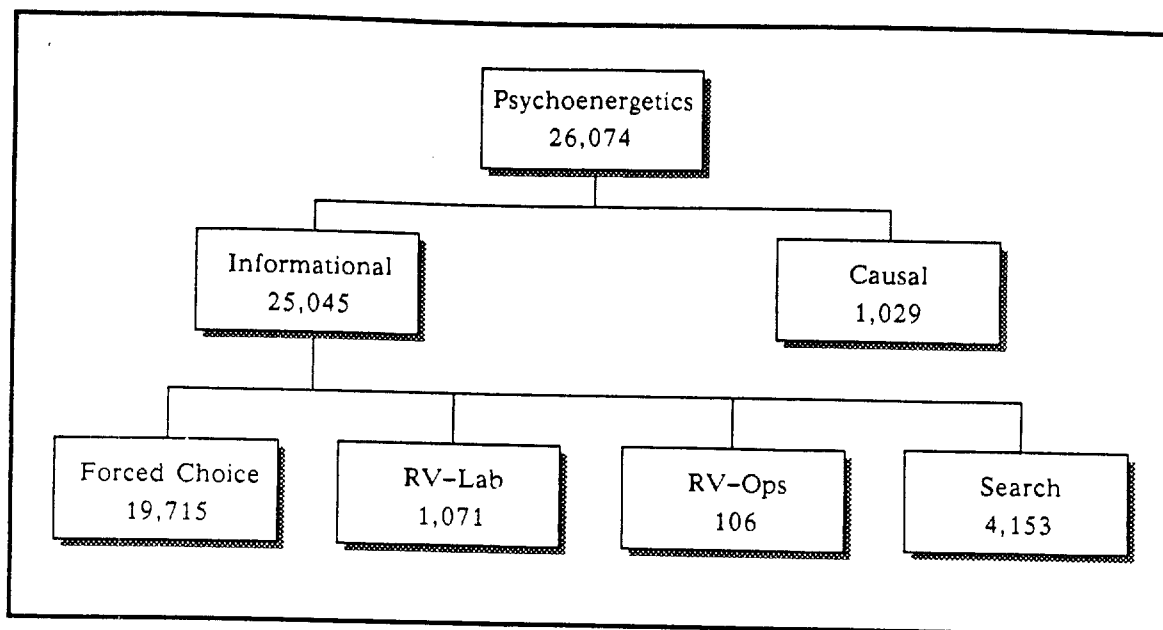 Psychoenergetics
26,074
Informational
25,045
Causal
1,029
Forced Choice
19,715
RV-Lab
1,071
RV-Ops
106
Search
4,153